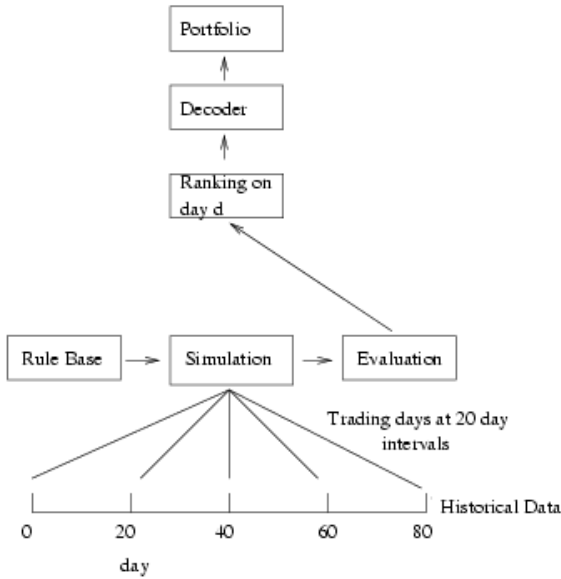 Portfolio
Decoder
Ranking on
day d
Rule Base
Simulation
Evaluation
Trading days at 20 day
intervals
Historical Data
0 20 40 60 80
day